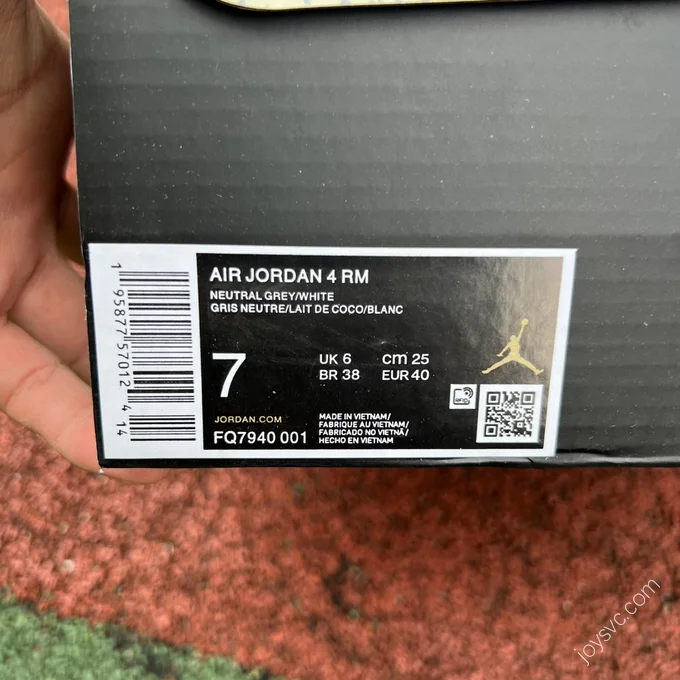 AIR JORDAN 4 RM
NEUTRAL GREY/WHITE
GRIS NEUTRE/LAIT DE COCO/BLANC
7
UK 6 cm 25
BR 38 EUR 40
JORDAN.COM
FQ7940 001
MADE IN VIETNAM/
FABRIQUE AU VIETNAM/
FABRICADO NO VIETNÃ/
HECHO EN VIETNAM
1 95877 57012 4 14
joysvc.com